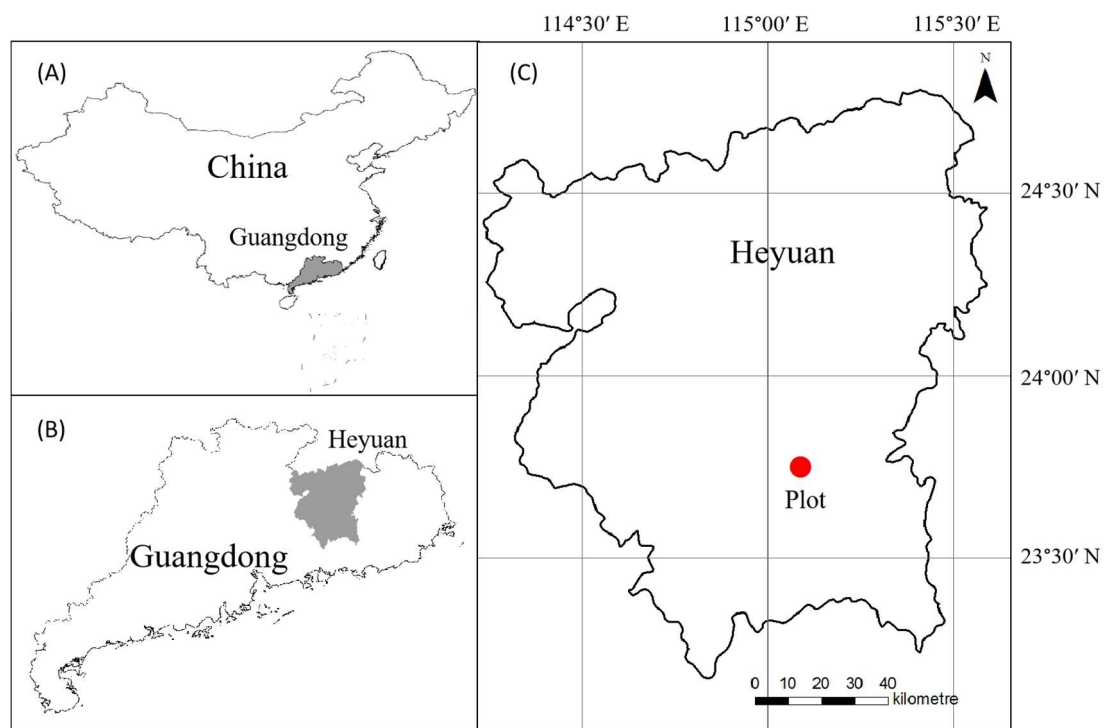 (A)
China
Guangdong
(B)
Heyuan
Guangdong
114°30′ E 115°00′ E 115°30′ E
(C)
N
24°30′ N
Heyuan
24°00′ N
Plot
23°30′ N
0 10 20 30 40
kilometre